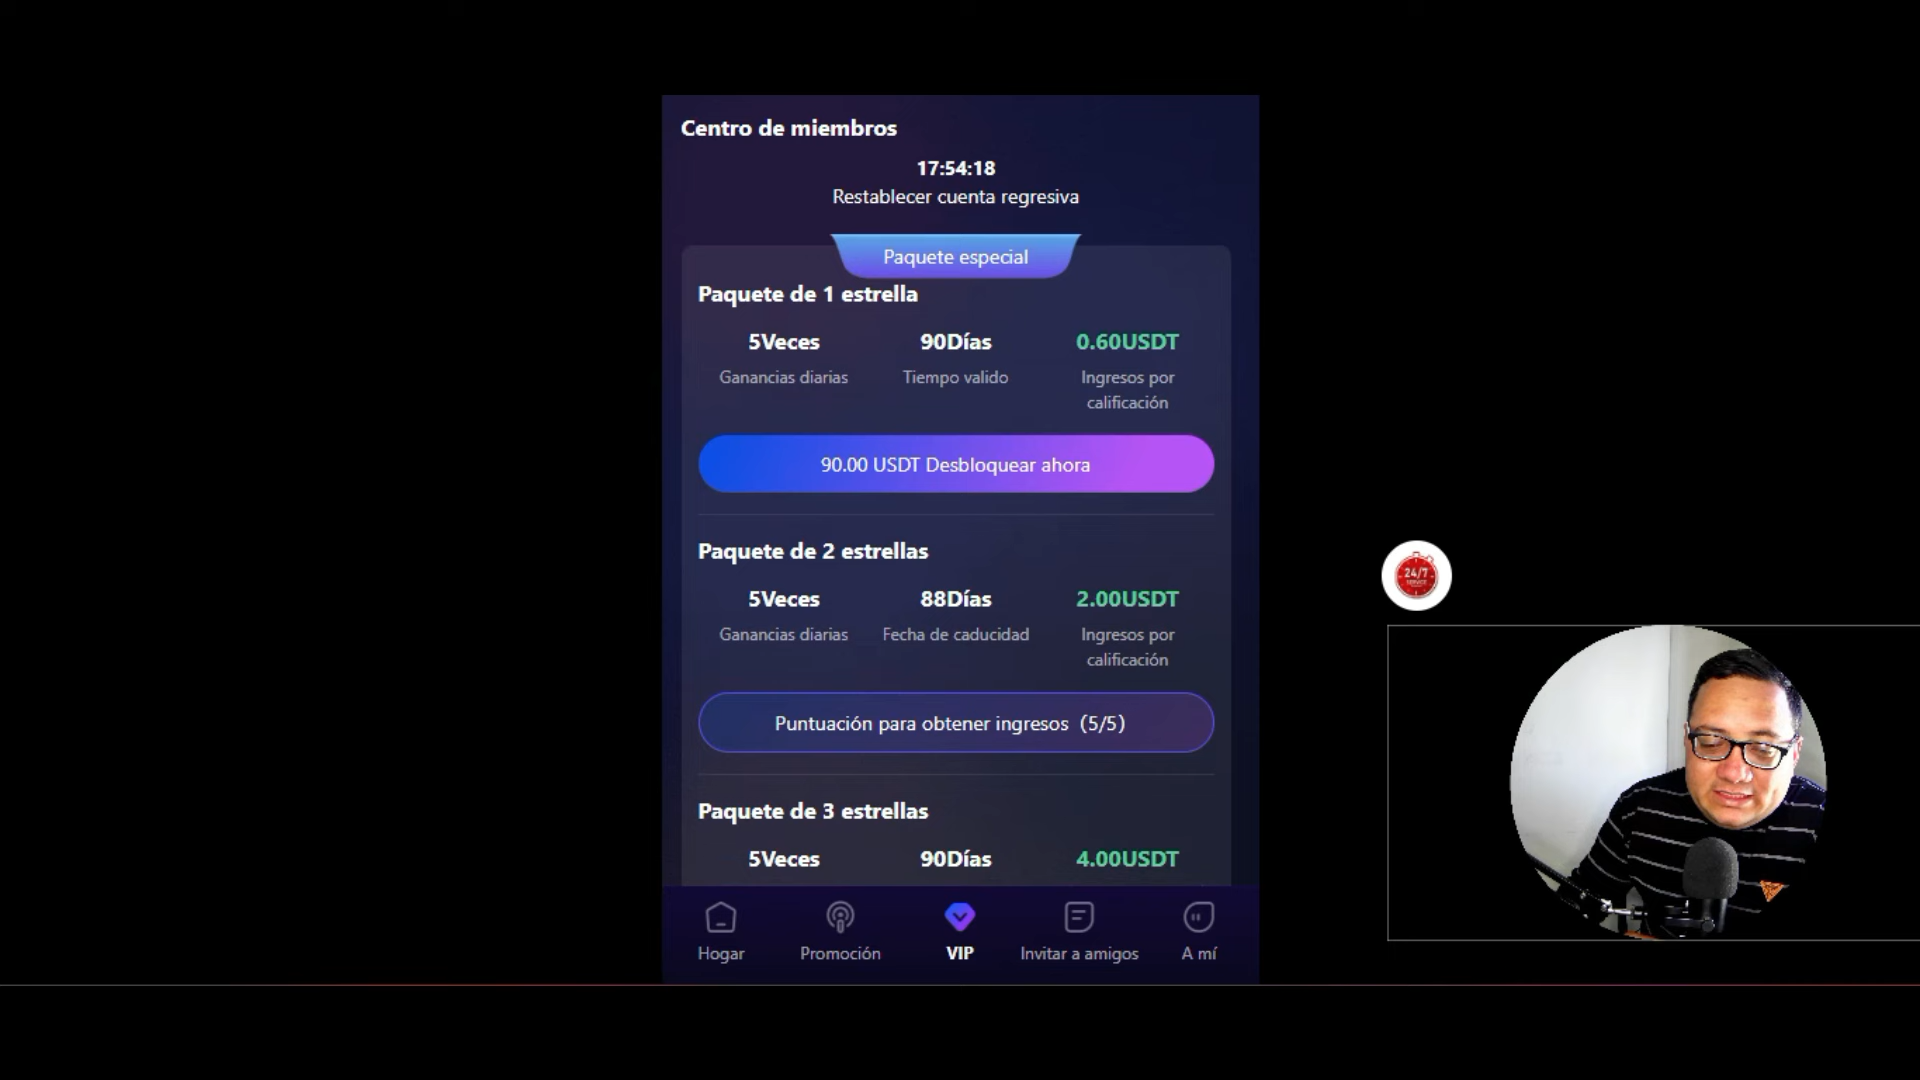 Centro de miembros
17:54:18
Restablecer cuenta regresiva
Paquete especial
Paquete de 1 estrella
5Veces 90Días 0.60USDT
Ganancias diarias Tiempo valido Ingresos por calificación
90.00 USDT Desbloquear ahora
Paquete de 2 estrellas
5Veces 88Días 2.00USDT
Ganancias diarias Fecha de caducidad Ingresos por calificación
Puntuación para obtener ingresos (5/5)
Paquete de 3 estrellas
5Veces 90Días 4.00USDT
Hogar Promoción VIP Invitar a amigos A mí
24/7
SERVICE